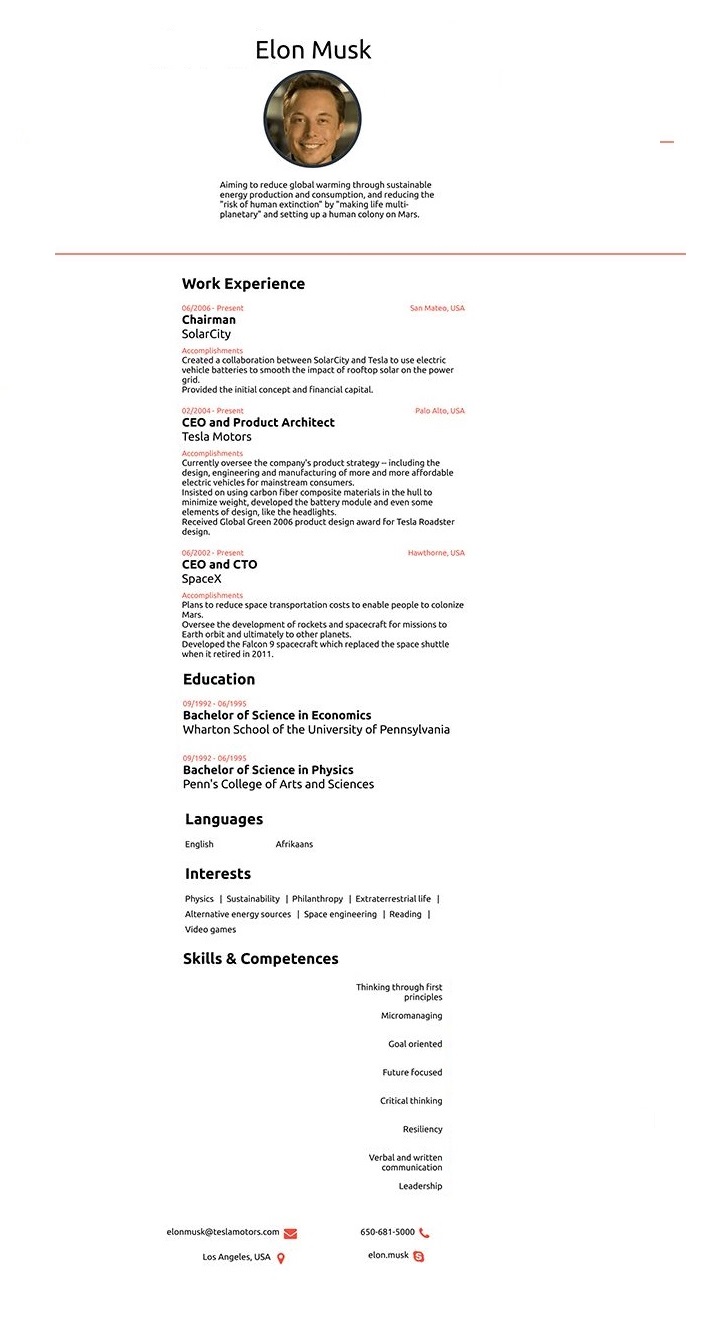 Elon Musk
Aiming to reduce global warming through sustainable
energy production and consumption, and reducing the
"risk of human extinction" by "making life multi-
planetary" and setting up a human colony on Mars.
Work Experience
06/2006 - Present San Mateo, USA
Chairman
SolarCity
Accomplishments
Created a collaboration between SolarCity and Tesla to use electric
vehicle batteries to smooth the impact of rooftop solar on the power
grid.
Provided the initial concept and financial capital.
02/2004 - Present Palo Alto, USA
CEO and Product Architect
Tesla Motors
Accomplishments
Currently oversee the company's product strategy -- including the
design, engineering and manufacturing of more and more affordable
electric vehicles for mainstream consumers.
Insisted on using carbon fiber composite materials in the hull to
minimize weight, developed the battery module and even some
elements of design, like the headlights.
Received Global Green 2006 product design award for Tesla Roadster
design.
06/2002 - Present Hawthorne, USA
CEO and CTO
SpaceX
Accomplishments
Plans to reduce space transportation costs to enable people to colonize
Mars.
Oversee the development of rockets and spacecraft for missions to
Earth orbit and ultimately to other planets.
Developed the Falcon 9 spacecraft which replaced the space shuttle
when it retired in 2011.
Education
09/1992 - 06/1995
Bachelor of Science in Economics
Wharton School of the University of Pennsylvania
09/1992 - 06/1995
Bachelor of Science in Physics
Penn's College of Arts and Sciences
Languages
English Afrikaans
Interests
Physics | Sustainability | Philanthropy | Extraterrestrial life |
Alternative energy sources | Space engineering | Reading |
Video games
Skills & Competences
Thinking through first
principles
Micromanaging
Goal oriented
Future focused
Critical thinking
Resiliency
Verbal and written
communication
Leadership
elonmusk@teslamotors.com 650-681-5000
Los Angeles, USA elon.musk